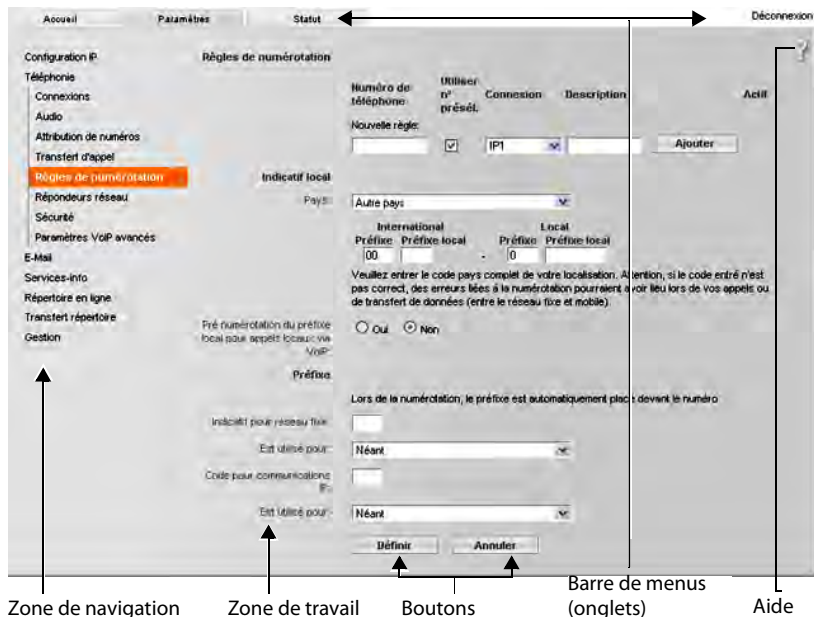 Accueil Paramètres Statut Déconnexion
Configuration IP
Téléphonie
Connexions
Audio
Attribution de numéros
Transfert d'appel
Règles de numérotation
Répondeurs réseau
Sécurité
Paramètres VoIP avancés
E-Mail
Services-Info
Répertoire en ligne
Transfert répertoire
Gestion
Règles de numérotation
Numéro de téléphone Utiliser n° présél. Connexion Description Actif
Nouvelle règle:
IP1 Ajouter
Indicatif local
Pays: Autre pays
International Local
Préfixe Préfixe local Préfixe Préfixe local
00 - 0
Veuillez entrer le code pays complet de votre localisation. Attention, si le code entré n'est
pas correct, des erreurs liées à la numérotation pourraient avoir lieu lors de vos appels ou
de transfert de données (entre le réseau fixe et mobile).
Pré numérotation du préfixe
local pour appels locaux via
VoIP:
Oui Non
Préfixe
Lors de la numérotation, le préfixe est automatiquement placé devant le numéro
Indicatif pour réseau fixe:
Est utilisé pour: Néant
Code pour communications
IP:
Est utilisé pour: Néant
Définir Annuler
Zone de navigation Zone de travail Boutons Barre de menus
(onglets) Aide